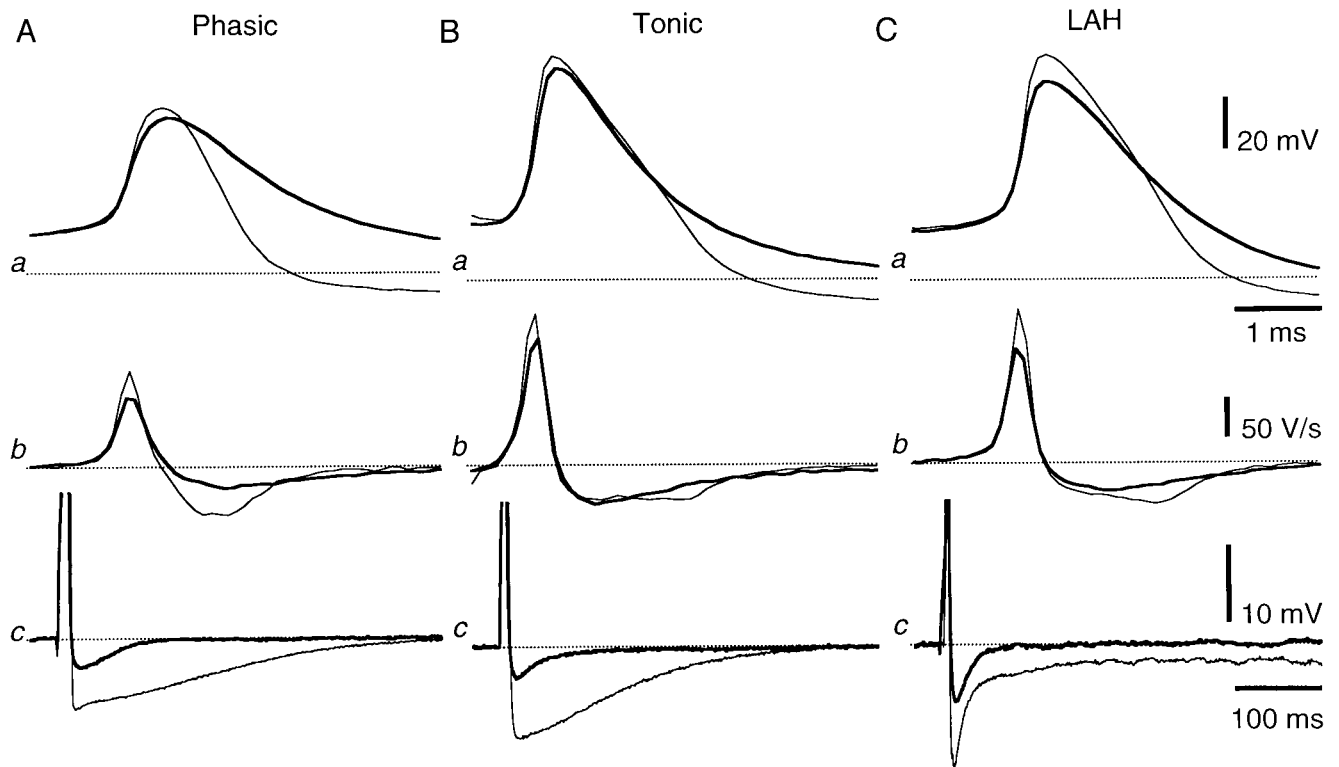 A Phasic B Tonic C LAH
20 mV
a a a
1 ms
50 V/s
b b b
10 mV
c c c
100 ms